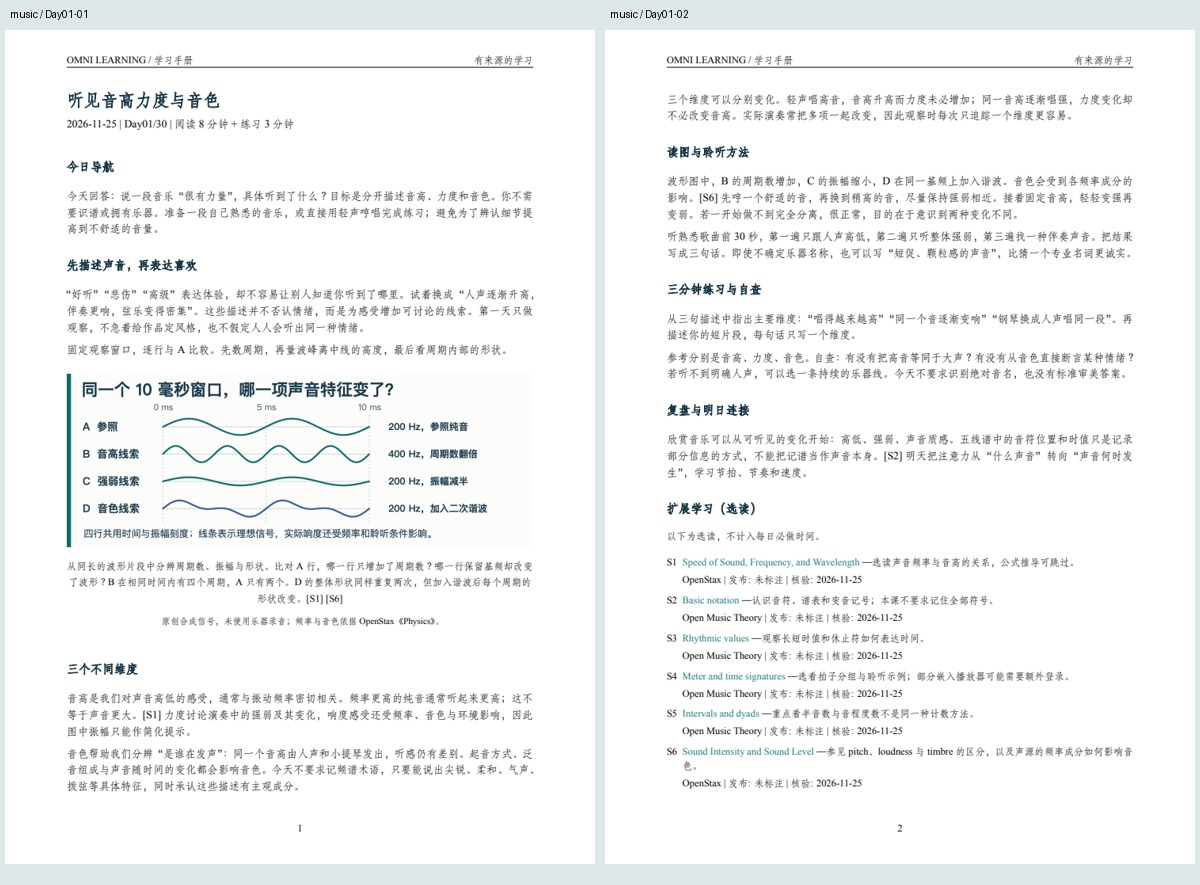 music / Day01-01
OMNI LEARNING / 学习手册
有来源的学习
听见音高力度与音色
2026-11-25 | Day01/30 | 阅读 8 分钟 + 练习 3 分钟
今日导航
今天回答：说一段音乐“很有力量”，具体听到了什么？目标是分开描述音高、力度和音色。你不需
要识谱或拥有乐器。准备一段自己熟悉的音乐，或直接用轻声哼唱完成练习；避免为了辨认细节提
高到不舒适的音量。
先描述声音，再表达喜欢
“好听”“悲伤”“高级”表达体验，却不容易让别人知道你听到了哪里。试着换成“人声逐渐升高，
伴奏更响，弦乐变得密集”。这些描述并不否认情绪，而是为感受增加可讨论的线索。第一天只做
观察，不急着给作品定风格，也不假定人人会听出同一种情绪。
固定观察窗口，逐行与 A 比较。先数周期，再量波峰离中线的高度，最后看周期内部的形状。
同一个 10 毫秒窗口，哪一项声音特征变了？
0 ms 5 ms 10 ms
A 参照 200 Hz，参照纯音
B 音高线索 400 Hz，周期数翻倍
C 强弱线索 200 Hz，振幅减半
D 音色线索 200 Hz，加入二次谐波
四行共用时间与振幅刻度；线条表示理想信号，实际响度还受频率和聆听条件影响。
从同长的波形片段中分辨周期数、振幅与形状。比对 A 行，哪一行只增加了周期数？哪一行保留基频却改变
了波形？B 在相同时间内有四个周期，A 只有两个。D 的整体形状同样重复两次，但加入谐波后每个周期的
形状改变。[S1] [S6]
原创合成信号，未使用乐器录音；频率与音色依据 OpenStax《Physics》。
三个不同维度
音高是我们对声音高低的感受，通常与振动频率密切相关。频率更高的纯音通常听起来更高；这不
等于声音更大。[S1] 力度讨论演奏中的强弱及其变化，响度感受还受频率、音色与环境影响，因此
图中振幅只能作简化提示。
音色帮助我们分辨“是谁在发声”：同一个音高由人声和小提琴发出，听感仍有差别。起音方式、泛
音组成与声音随时间的变化都会影响音色。今天不要求记频谱术语，只要能说出尖锐、柔和、气声、
拨弦等具体特征，同时承认这些描述有主观成分。
1
music / Day01-02
OMNI LEARNING / 学习手册
有来源的学习
三个维度可以分别变化。轻声唱高音，音高升高而力度未必增加；同一音高逐渐唱强，力度变化却
不必改变音高。实际演奏常把多项一起改变，因此观察时每次只追踪一个维度更容易。
读图与聆听方法
波形图中，B 的周期数增加，C 的振幅缩小，D 在同一基频上加入谐波。音色会受到各频率成分的
影响。[S6] 先哼一个舒适的音，再换到稍高的音，尽量保持强弱相近。接着固定音高，轻轻变强再
变弱。若一开始做不到完全分离，很正常，目的在于意识到两种变化不同。
听熟悉歌曲前 30 秒，第一遍只跟人声高低，第二遍只听整体强弱，第三遍找一种伴奏声音。把结果
写成三句话。即使不确定乐器名称，也可以写“短促、颗粒感的声音”，比猜一个专业名词更诚实。
三分钟练习与自查
从三句描述中指出主要维度：“唱得越来越高”“同一个音逐渐变响”“钢琴换成人声唱同一段”。再
描述你的短片段，每句话只写一个维度。
参考分别是音高、力度、音色。自查：有没有把高音等同于大声？有没有从音色直接断言某种情绪？
若听不到明确人声，可以选一条持续的乐器线。今天不要求识别绝对音名，也没有标准审美答案。
复盘与明日连接
欣赏音乐可以从可听见的变化开始：高低、强弱、声音质感。五线谱中的音符位置和时值只是记录
部分信息的方式，不能把记谱当作声音本身。[S2] 明天把注意力从“什么声音”转向“声音何时发
生”，学习节拍、节奏和速度。
扩展学习（选读）
以下为选读，不计入每日必做时间。
S1 Speed of Sound, Frequency, and Wavelength —选读声音频率与音高的关系，公式推导可跳过。
OpenStax | 发布: 未标注 | 核验: 2026-11-25
S2 Basic notation —认识音符、谱表和变音记号；本课不要求记住全部符号。
Open Music Theory | 发布: 未标注 | 核验: 2026-11-25
S3 Rhythmic values —观察长短时值和休止符如何表达时间。
Open Music Theory | 发布: 未标注 | 核验: 2026-11-25
S4 Meter and time signatures —选看拍子分组与聆听示例；部分嵌入播放器可能需要额外登录。
Open Music Theory | 发布: 未标注 | 核验: 2026-11-25
S5 Intervals and dyads —重点看半音数与音程度数不是同一种计数方法。
Open Music Theory | 发布: 未标注 | 核验: 2026-11-25
S6 Sound Intensity and Sound Level —参见 pitch、loudness 与 timbre 的区分，以及声源的频率成分如何影响音
色。
OpenStax | 发布: 未标注 | 核验: 2026-11-25
2